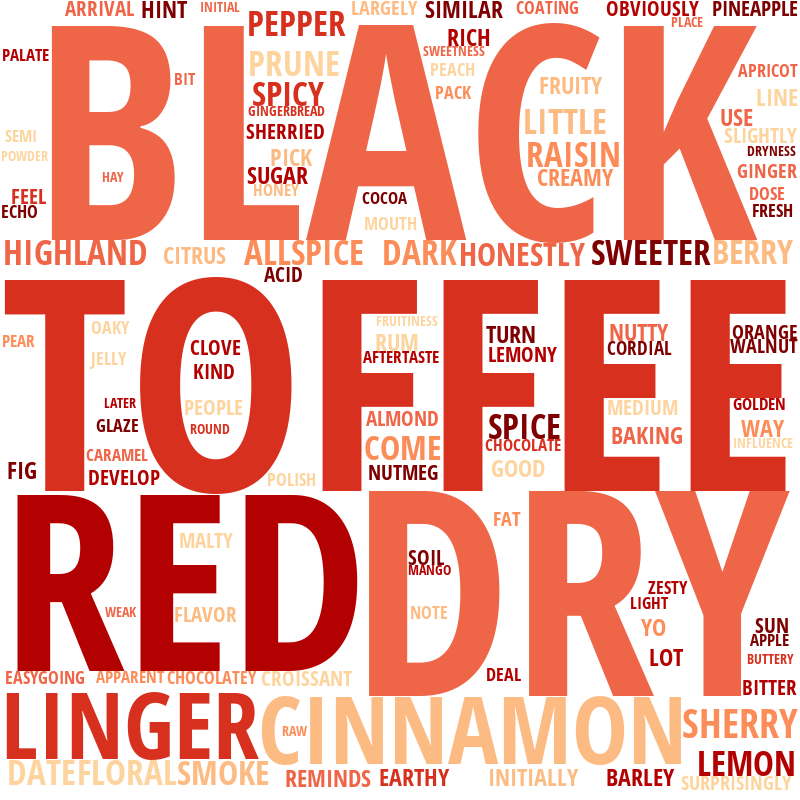 ARRIVAL HINT INITIAL LARGELY SIMILAR COATING OBVIOUSLY PINEAPPLE
PEPPER RICH PLACE
PALATE BLACK
SWEETNESS
PRUNE PEACH APRICOT
BIT SPICY PACK FRUITY LINE
GINGERBREAD LITTLE USE
SEMI SHERRIED SLIGHTLY
POWDER PICK RAISIN DRYNESS
HAY SUGAR CREAMY GINGER
FEEL HONEY COCOA DOSE
ECHO MOUTH FRESH
HIGHLAND CITRUS ALLSPICE DARK HONESTLY SWEETER BERRY
ACID
TOFFEE
OAKY FRUITINESS TURN NUTTY ORANGE
PEAR CLOVE RUM LEMONY CORDIAL WALNUT
JELLY KIND AFTERTASTE
LATER PEOPLE MEDIUM GOLDEN
GLAZE ROUND ALMOND SPICE BAKING WAY
CARAMEL COME CHOCOLATE INFLUENCE
FIG DEVELOP POLISH NUTMEG GOOD
RED DRY
FAT
MALTY SOIL
MANGO
ZESTY
WEAK FLAVOR NOTE LIGHT
YO SUN
APPLE
LOT BUTTERY
EASYGOING APPARENT CHOCOLATEY CROISSANT DEAL BITTER
LINGER CINNAMON SHERRY
RAW
LEMON
DATE FLORAL SMOKE REMINDS EARTHY INITIALLY BARLEY SURPRISINGLY